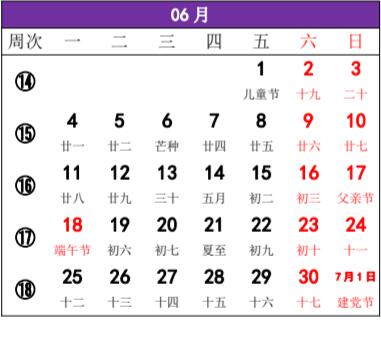 06 月
周次 一 二 三 四 五 六 日
⑭ 1 2 3
儿童节 十九 二十
⑮ 4 5 6 7 8 9 10
廿一 廿二 芒种 廿四 廿五 廿六 廿七
⑯ 11 12 13 14 15 16 17
廿八 廿九 三十 五月 初二 初三 父亲节
⑰ 18 19 20 21 22 23 24
端午节 初六 初七 夏至 初九 初十 十一
⑱ 25 26 27 28 29 30 7月1日
十二 十三 十四 十五 十六 十七 建党节